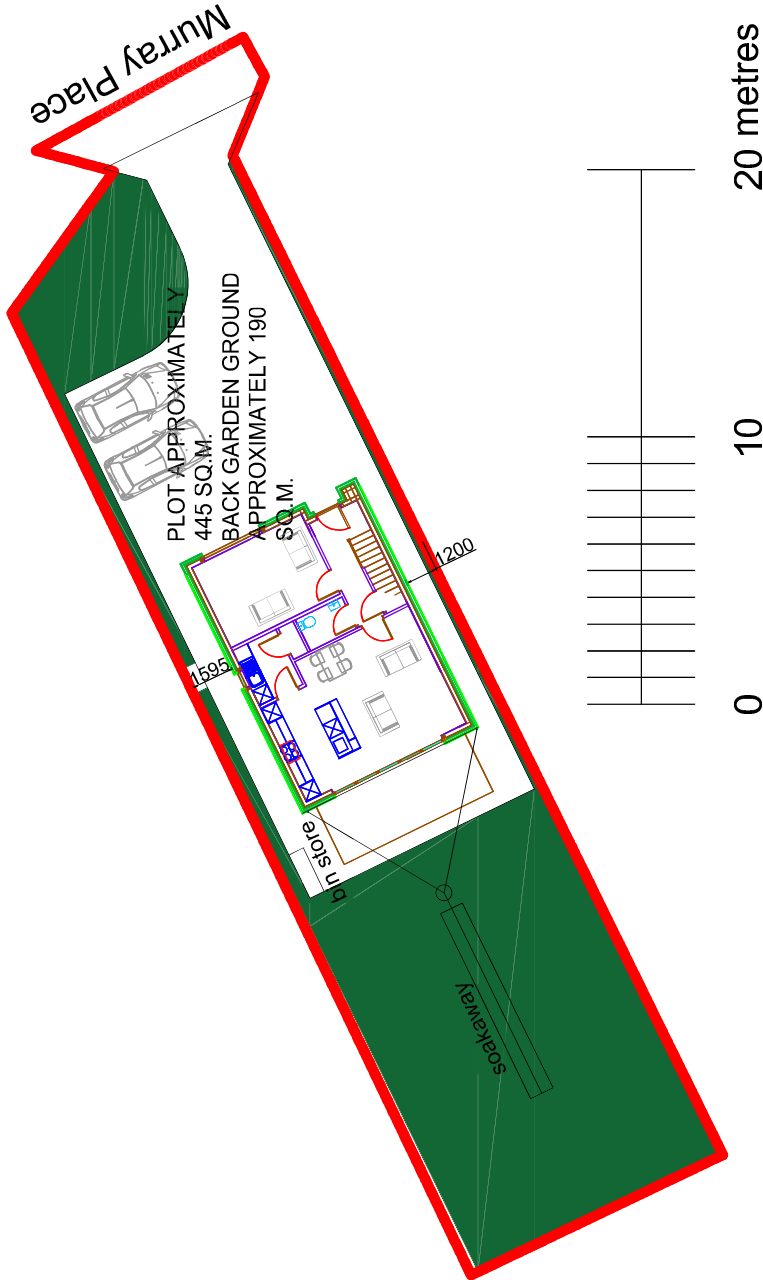 Murray Place
PLOT APPROXIMATELY
445 SQ.M.
BACK GARDEN GROUND
APPROXIMATELY 190
SQ.M.
1200
1595
bin store
soakaway
0
10
20 metres